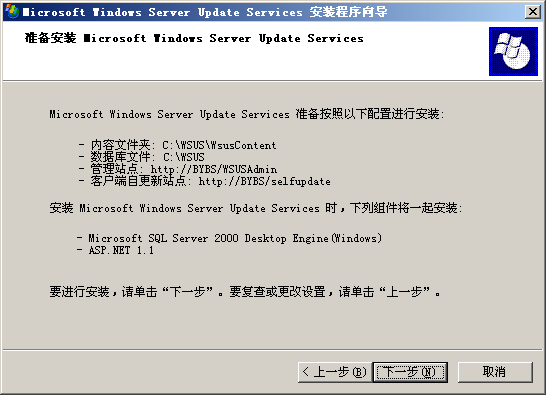 Microsoft Windows Server Update Services 安装程序向导
准备安装 Microsoft Windows Server Update Services
Microsoft Windows Server Update Services 准备按照以下配置进行安装:
- 内容文件夹: C:\WSUS\WsusContent
- 数据库文件: C:\WSUS
- 管理站点: http://BYBS/WSUSAdmin
- 客户端自更新站点: http://BYBS/selfupdate
安装 Microsoft Windows Server Update Services 时，下列组件将一起安装:
- Microsoft SQL Server 2000 Desktop Engine(Windows)
- ASP.NET 1.1
要进行安装，请单击“下一步”。要复查或更改设置，请单击“上一步”。
< 上一步(B) 下一步(N) 取消